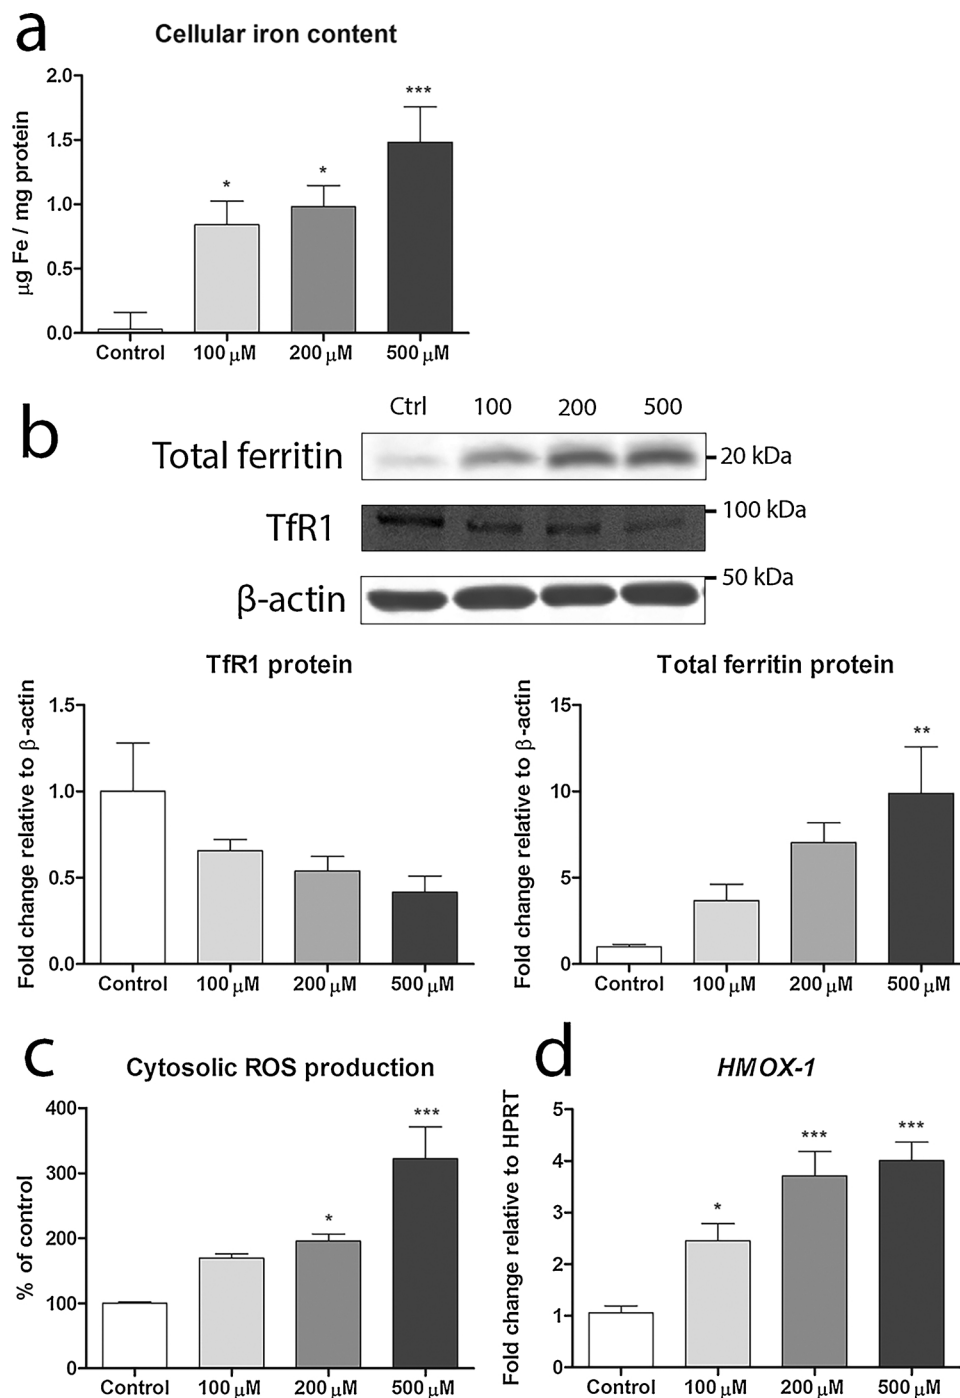 a
Cellular iron content
µg Fe / mg protein
2.0
1.5
1.0
0.5
0.0
*
*
***
Control 100 µM 200 µM 500 µM
b
Ctrl 100 200 500
Total ferritin
20 kDa
TfR1
100 kDa
β-actin
50 kDa
TfR1 protein
Fold change relative to β-actin
1.5
1.0
0.5
0.0
Control 100 µM 200 µM 500 µM
Total ferritin protein
Fold change relative to β-actin
15
10
5
0
**
Control 100 µM 200 µM 500 µM
c
Cytosolic ROS production
% of control
400
300
200
100
0
*
***
Control 100 µM 200 µM 500 µM
d
HMOX-1
Fold change relative to HPRT
5
4
3
2
1
0
*
***
***
Control 100 µM 200 µM 500 µM